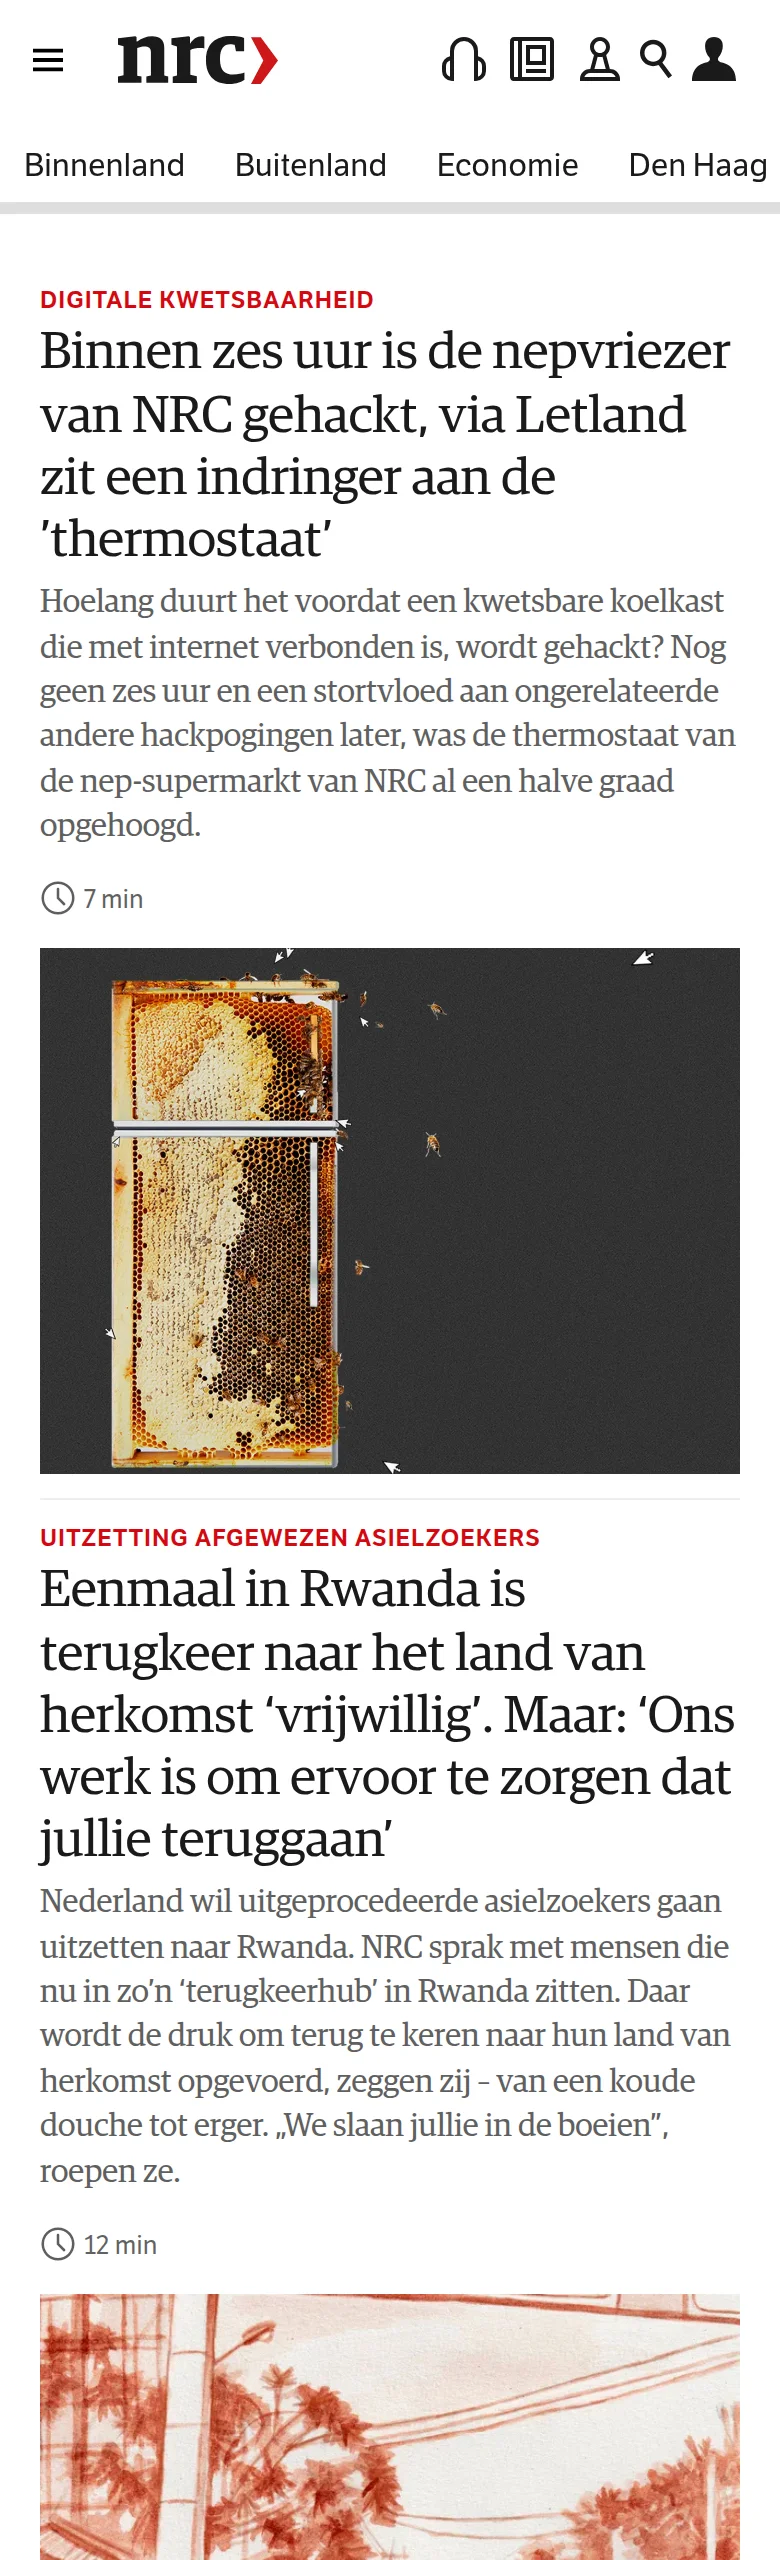 nrc
Binnenland Buitenland Economie Den Haag
DIGITALE KWETSBAARHEID
Binnen zes uur is de nepvriezer
van NRC gehackt, via Letland
zit een indringer aan de
’thermostaat’
Hoelang duurt het voordat een kwetsbare koelkast
die met internet verbonden is, wordt gehackt? Nog
geen zes uur en een stortvloed aan ongerelateerde
andere hackpogingen later, was de thermostaat van
de nep-supermarkt van NRC al een halve graad
opgehoogd.
7 min
UITZETTING AFGEWEZEN ASIELZOEKERS
Eenmaal in Rwanda is
terugkeer naar het land van
herkomst ‘vrijwillig’. Maar: ‘Ons
werk is om ervoor te zorgen dat
jullie teruggaan’
Nederland wil uitgeprocedeerde asielzoekers gaan
uitzetten naar Rwanda. NRC sprak met mensen die
nu in zo’n ‘terugkeerhub’ in Rwanda zitten. Daar
wordt de druk om terug te keren naar hun land van
herkomst opgevoerd, zeggen zij – van een koude
douche tot erger. „We slaan jullie in de boeien”,
roepen ze.
12 min